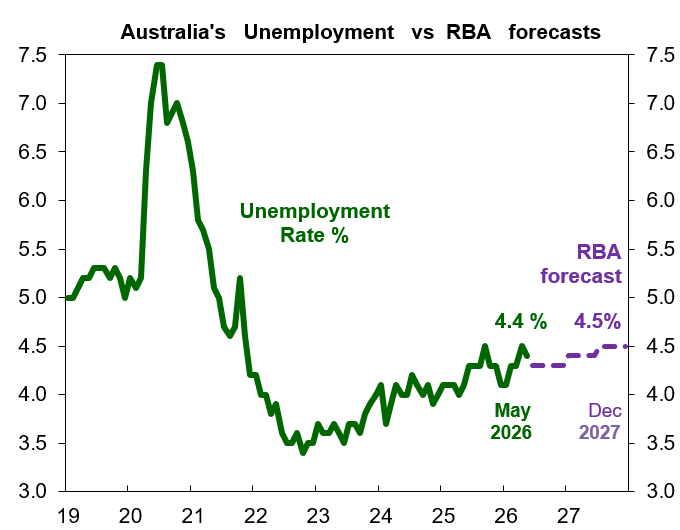 Australia's Unemployment vs RBA forecasts
7.5 7.5
7.0 7.0
6.5 6.5
6.0 6.0
Unemployment
Rate %
5.5 5.5
RBA
forecast
5.0 5.0
4.4 % 4.5%
4.5 4.5
4.0 4.0
May Dec
2026 2027
3.5 3.5
3.0 3.0
19 20 21 22 23 24 25 26 27